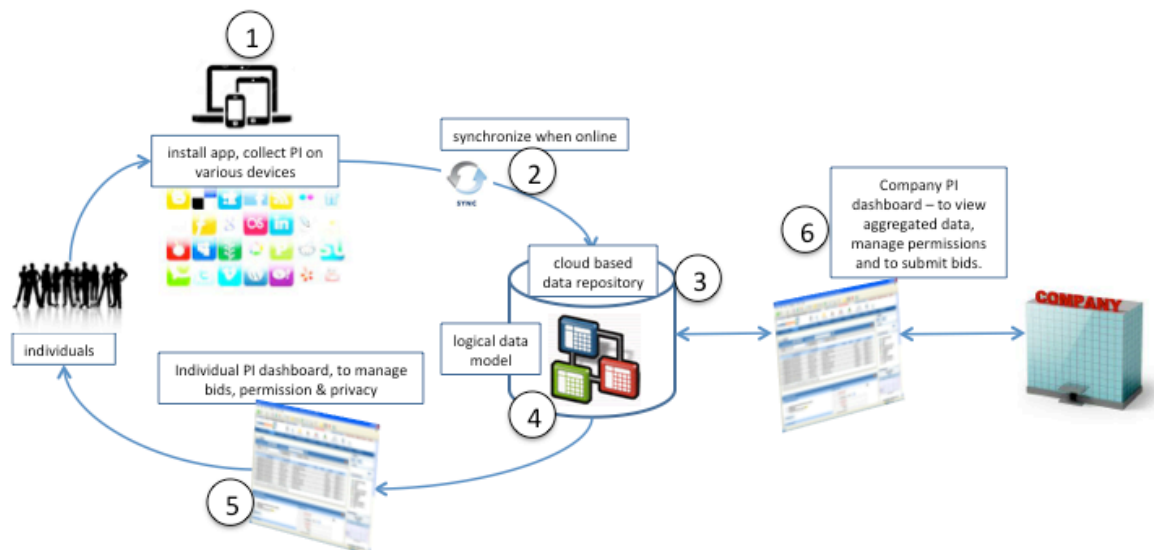 1
install app, collect PI on
various devices
synchronize when online
2
SYNC
cloud based
data repository
3
logical data
model
4
individuals
Individual PI dashboard, to manage
bids, permission & privacy
5
6
Company PI
dashboard – to view
aggregated data,
manage permissions
and to submit bids.
COMPANY